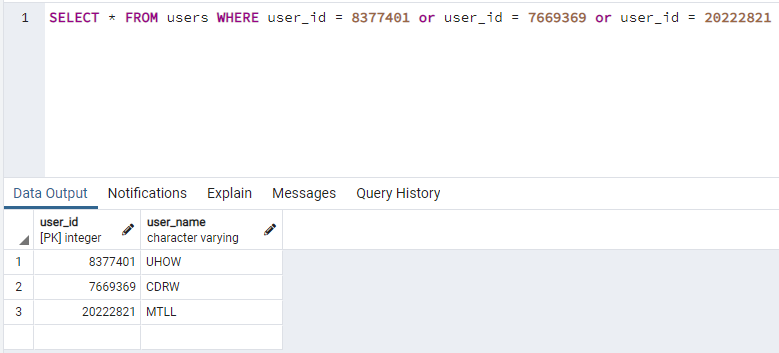 1 SELECT * FROM users WHERE user_id = 8377401 or user_id = 7669369 or user_id = 20222821
Data Output Notifications Explain Messages Query History
user_id user_name
[PK] integer character varying
1 8377401 UHOW
2 7669369 CDRW
3 20222821 MTLL